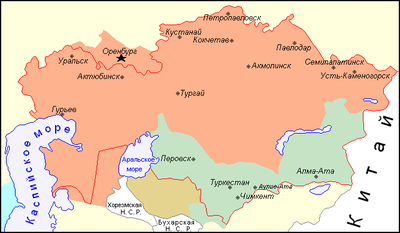 Петропавловск
Кустанай
Кокчетав
Павлодар
Оренбург
Уральск
Семипалатинск
Акмолинск
Усть-Каменогорск
Актюбинск
Тургай
Гурьев
Китай
Каспийское море
Аральское
море
Перовск
Алма-Ата
Туркестан
Аулие-Ата
Чимкент
Хорезмская
Н.С.Р.
Бухарская
Н.С.Р.